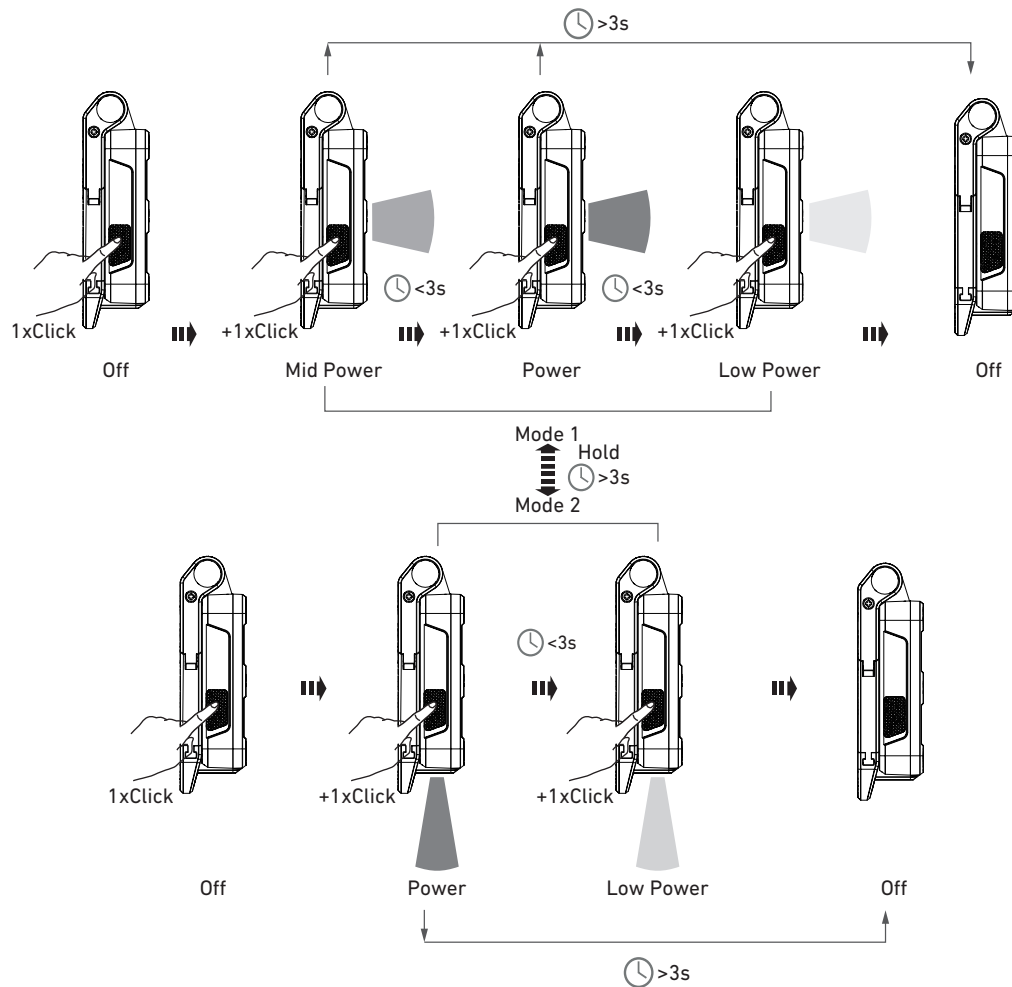 >3s
<3s
<3s
1xClick
+1xClick
+1xClick
+1xClick
Off
Mid Power
Power
Low Power
Off
Mode 1
Hold
>3s
Mode 2
<3s
1xClick
+1xClick
+1xClick
Off
Power
Low Power
Off
>3s